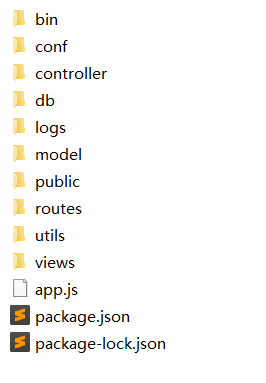 bin
conf
controller
db
logs
model
public
routes
utils
views
app.js
package.json
package-lock.json